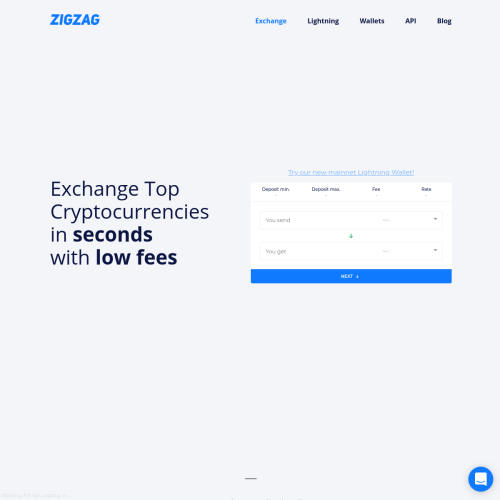 ZIGZAG
Exchange Lightning Wallets API Blog
Try our new mainnet Lightning Wallet!
Deposit min. Deposit max. Fee Rate
Exchange Top
Cryptocurrencies
in seconds
with low fees
You send
You get
NEXT